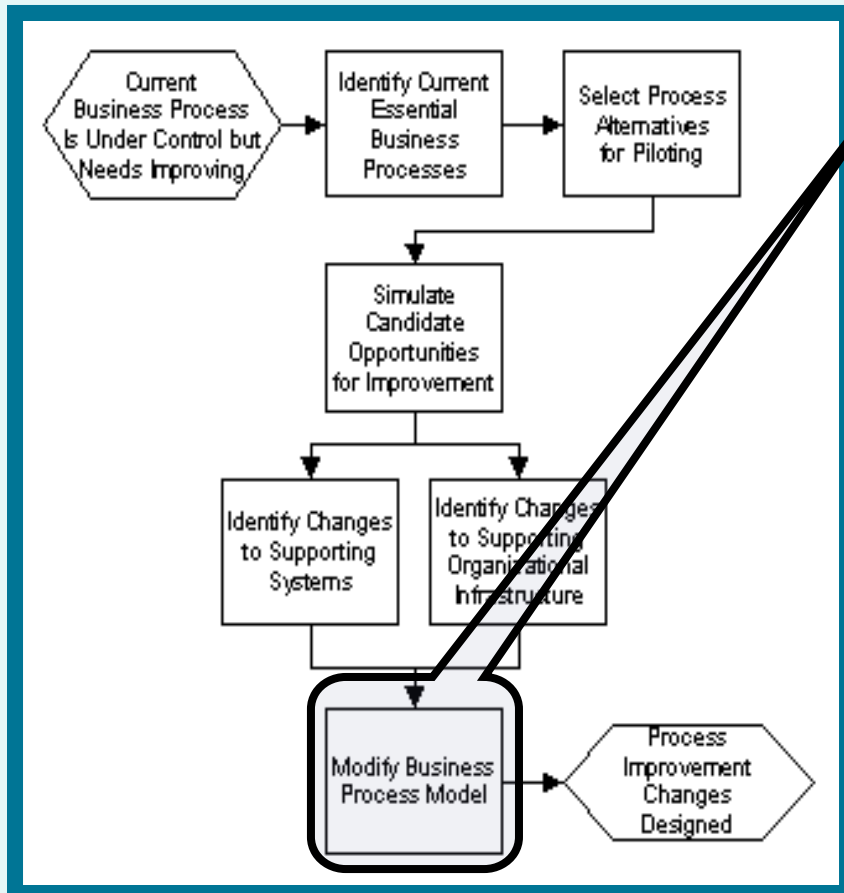 Current
Business Process
Is Under Control but
Needs Improving
Identify Current
Essential
Business
Processes
Select Process
Alternatives
for Piloting
Simulate
Candidate
Opportunities
for Improvement
Identify Changes
to Supporting
Systems
Identify Changes
to Supporting
Organizational
Infrastructure
Modify Business
Process Model
Process
Improvement
Changes
Designed